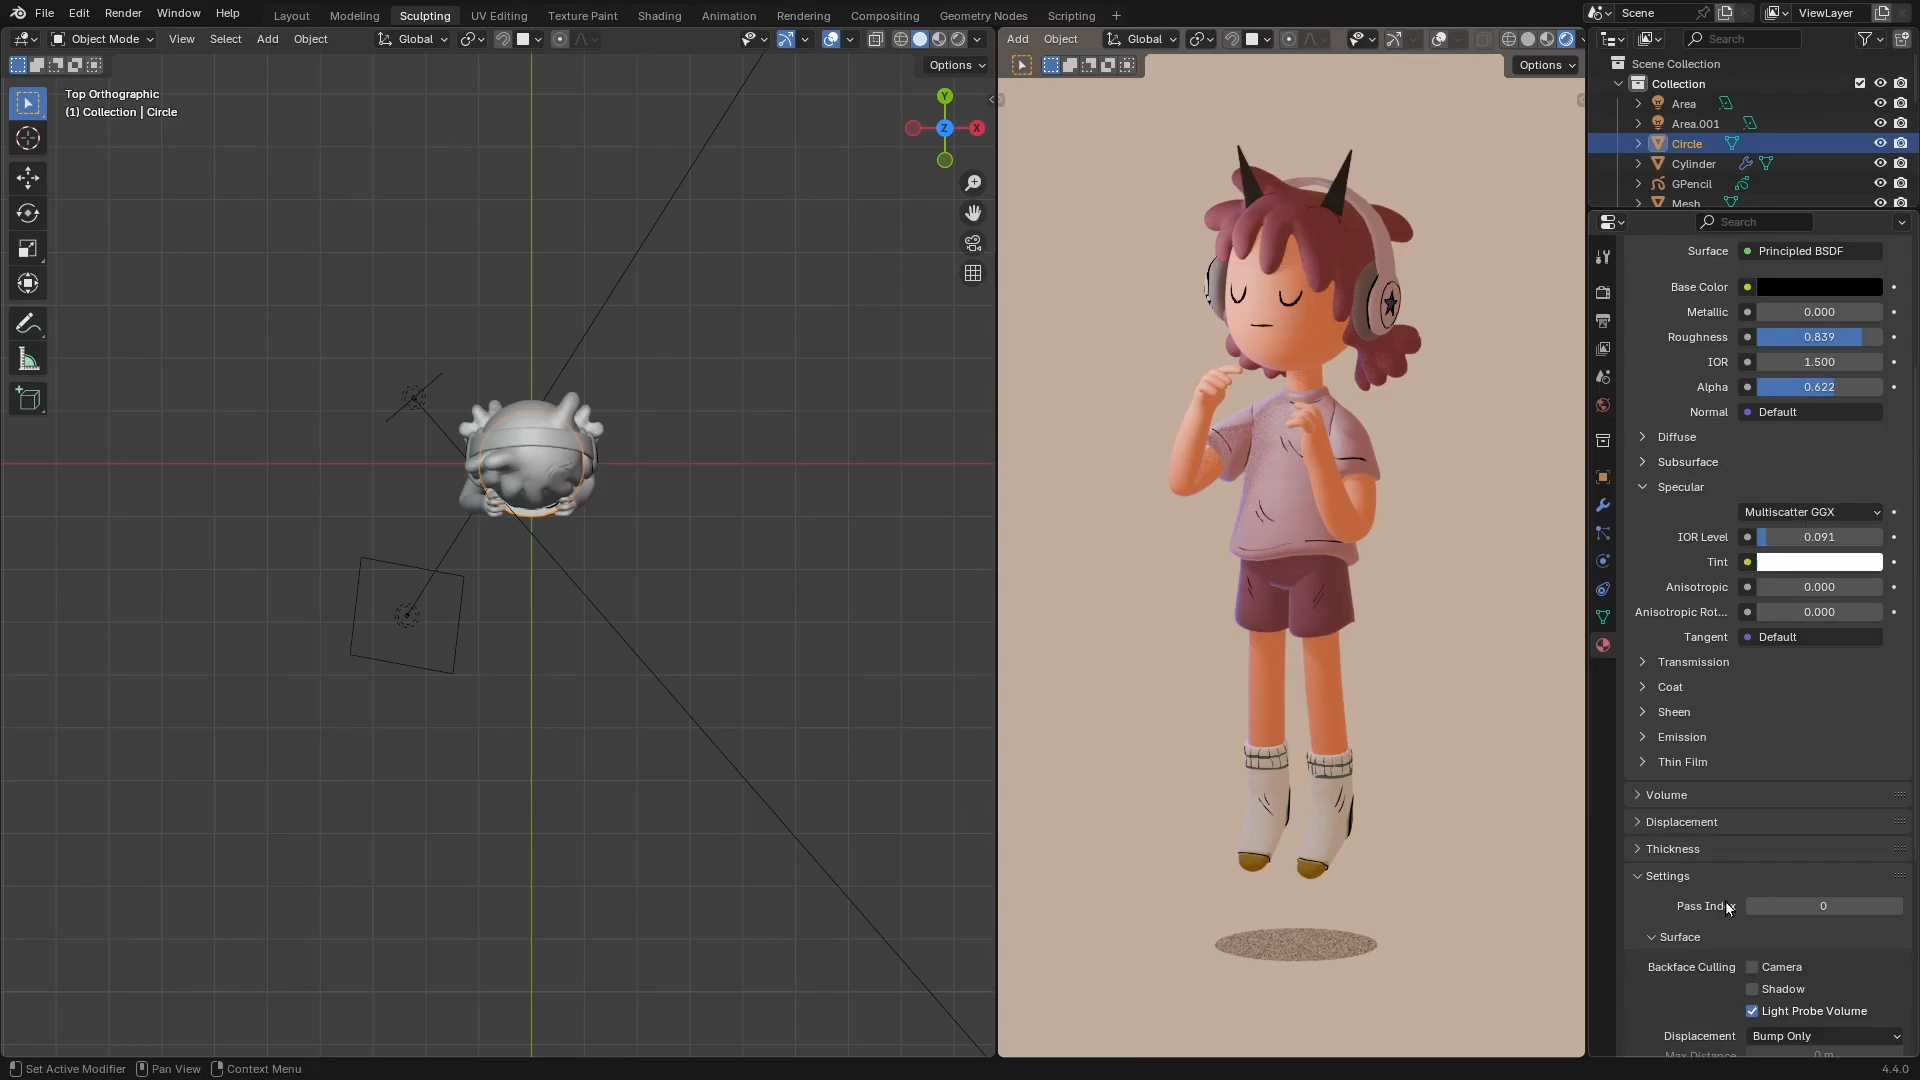 File Edit Render Window Help
Layout Modeling Sculpting UV Editing Texture Paint Shading Animation Rendering Compositing Geometry Nodes Scripting +
Scene ViewLayer
Object Mode View Select Add Object Global
Add Object Global
Search
Options
Options
Top Orthographic
(1) Collection | Circle
Y
X
Z
Scene Collection
Collection
Area
Area.001
Circle
Cylinder
GPencil
Mesh
Search
Surface Principled BSDF
Base Color
Metallic 0.000
Roughness 0.839
IOR 1.500
Alpha 0.622
Normal Default
Diffuse
Subsurface
Specular
Multiscatter GGX
IOR Level 0.091
Tint
Anisotropic 0.000
Anisotropic Rot... 0.000
Tangent Default
Transmission
Coat
Sheen
Emission
Thin Film
Volume
Displacement
Thickness
Settings
Pass Index 0
Surface
Backface Culling Camera
Shadow
Light Probe Volume
Displacement Bump Only
Max Distance 0 m
Set Active Modifier Pan View Context Menu
4.4.0